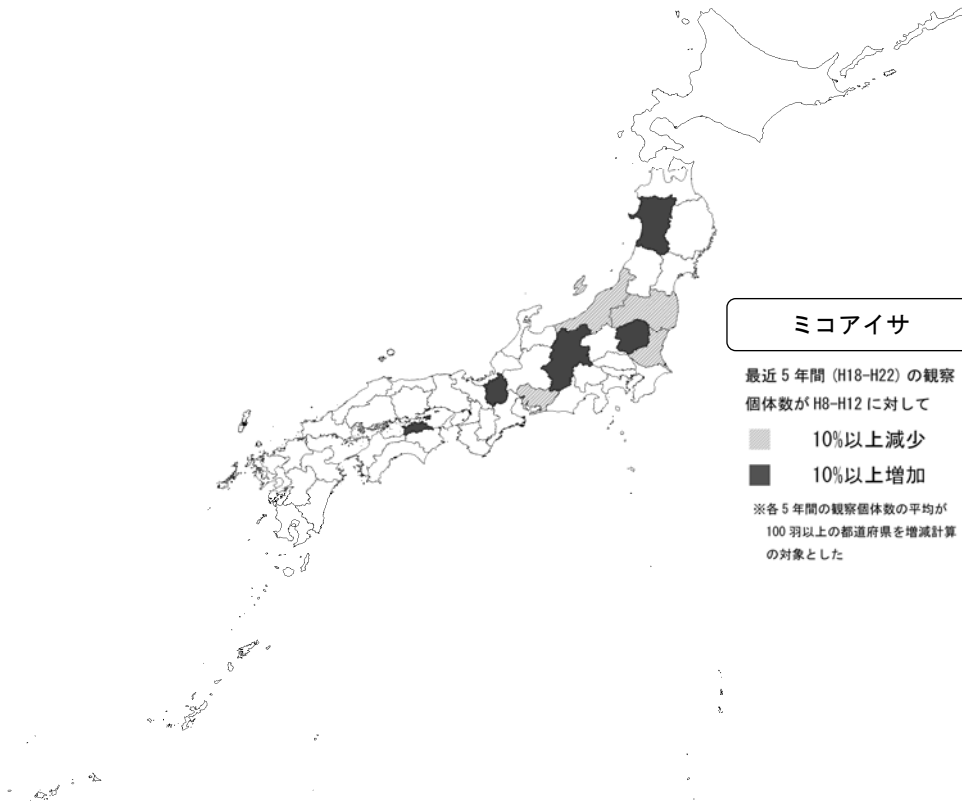 ミコアイサ
最近5年間(H18-H22)の観察
個体数がH8-H12に対して
10%以上減少
10%以上増加
※各5年間の観察個体数の平均が
100羽以上の都道府県を増減計算
の対象とした